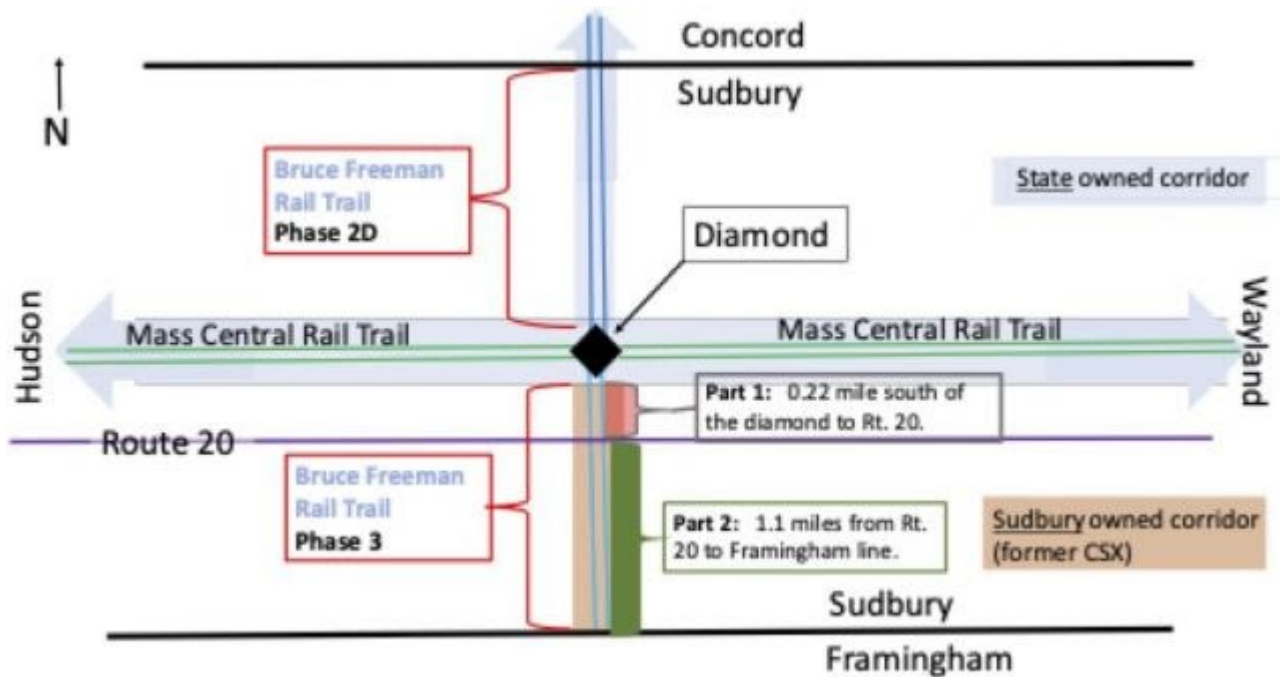 Concord
Sudbury
N
Bruce Freeman
Rail Trail
Phase 2D
State owned corridor
Diamond
Hudson
Mass Central Rail Trail
Mass Central Rail Trail
Wayland
Part 1: 0.22 mile south of
the diamond to Rt. 20.
Route 20
Bruce Freeman
Rail Trail
Phase 3
Part 2: 1.1 miles from Rt.
20 to Framingham line.
Sudbury owned corridor
(former CSX)
Sudbury
Framingham